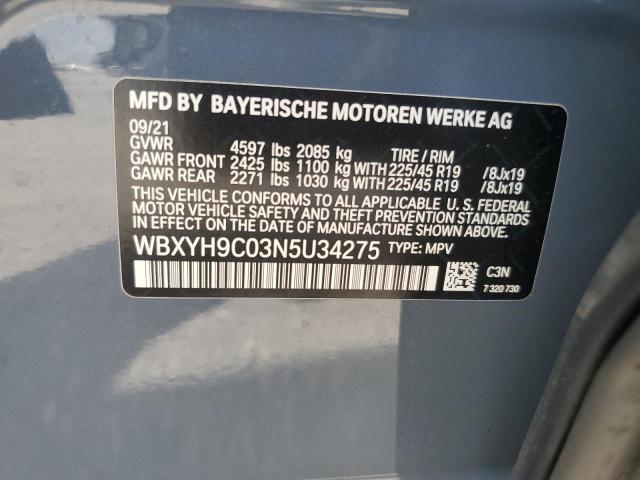 MFD BY BAYERISCHE MOTOREN WERKE AG
09/21
GVWR 4597 lbs 2085 kg TIRE / RIM
GAWR FRONT 2425 lbs 1100 kg WITH 225/45 R19 /8Jx19
GAWR REAR 2271 lbs 1030 kg WITH 225/45 R19 /8Jx19
THIS VEHICLE CONFORMS TO ALL APPLICABLE U. S. FEDERAL
MOTOR VEHICLE SAFETY AND THEFT PREVENTION STANDARDS
IN EFFECT ON THE DATE OF MANUFACTURE SHOWN ABOVE.
WBXYH9C03N5U34275 TYPE: MPV
C3N
7 320 730